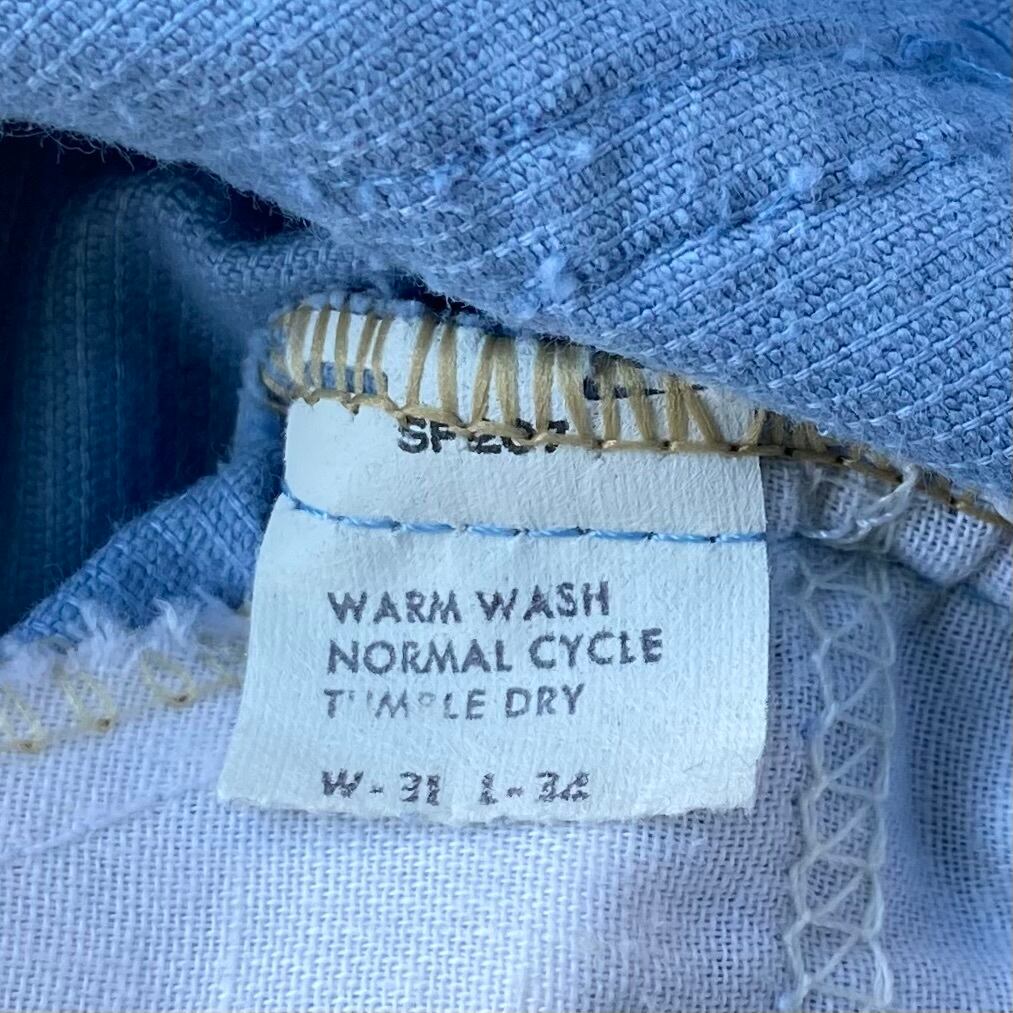 WARM WASH
NORMAL CYCLE
TUMBLE DRY
W-31 L-34